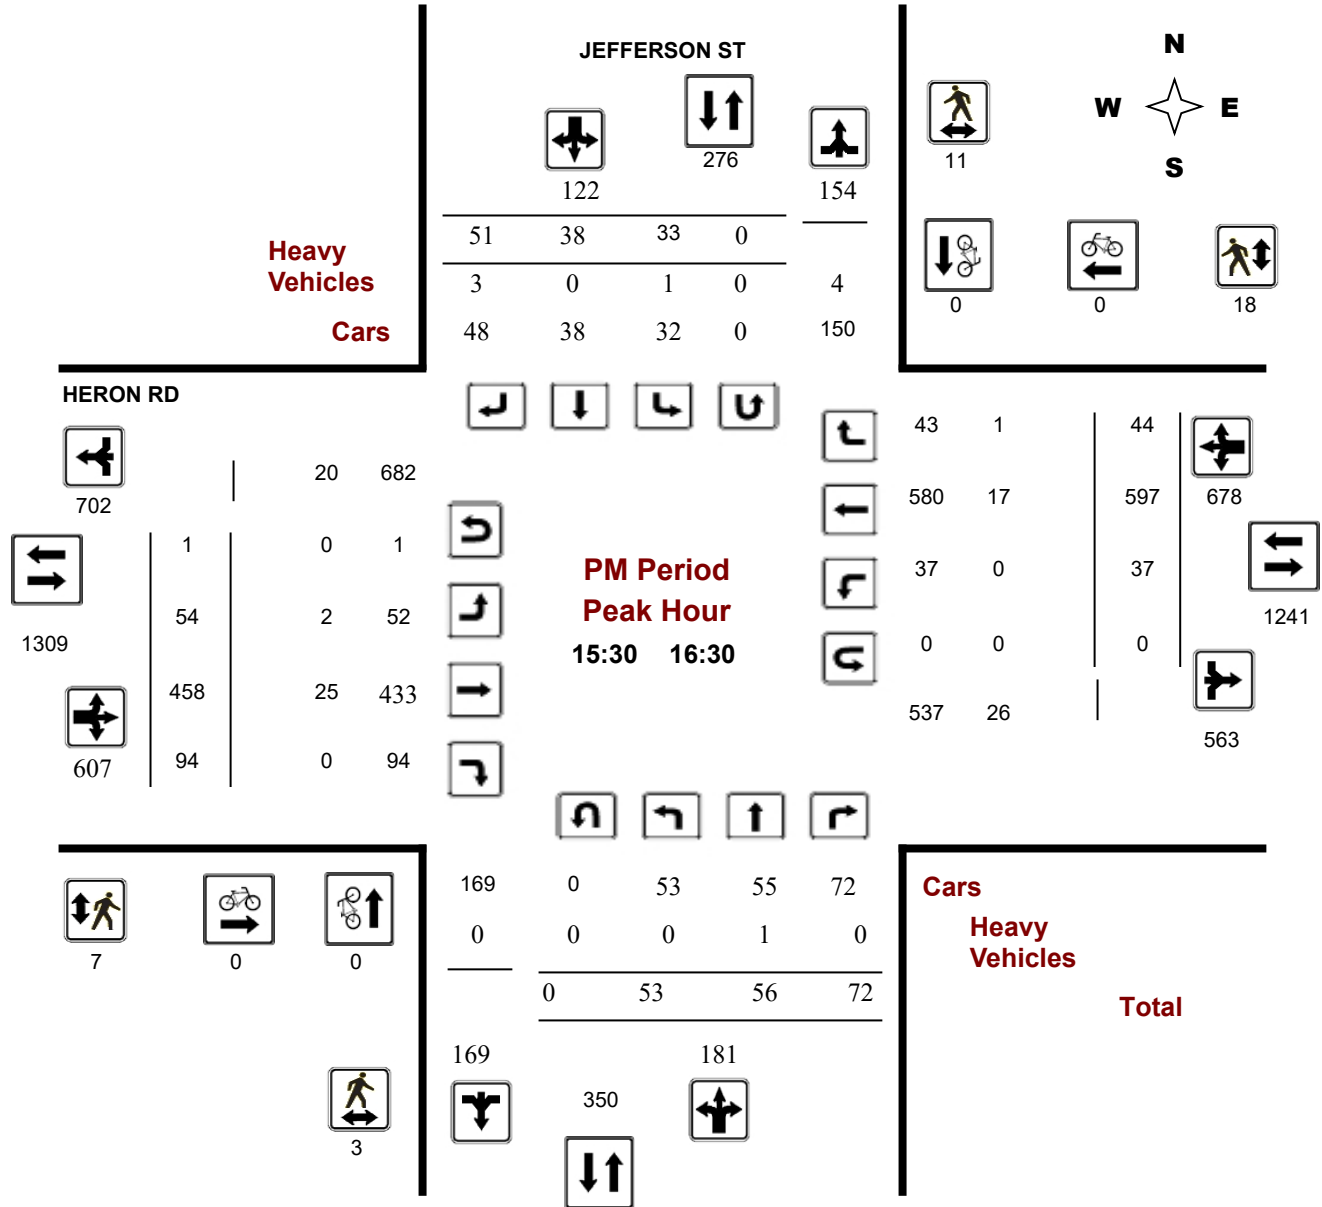 JEFFERSON ST
N
W E
S
276
11
122
154
51 38 33 0
Heavy
Vehicles
3 0 1 0 4
0 0 18
Cars
48 38 32 0 150
HERON RD
43 1 44
702
20 682
580 17 597 678
1 0 1
PM Period
Peak Hour
37 0 37
54 2 52
1309
15:30 16:30
0 0 0
1241
458 25 433
537 26
563
607
94 0 94
169 0 53 55 72
Cars
0 0 0 1 0
Heavy
Vehicles
7 0 0
0 53 56 72
Total
169 181
350
3